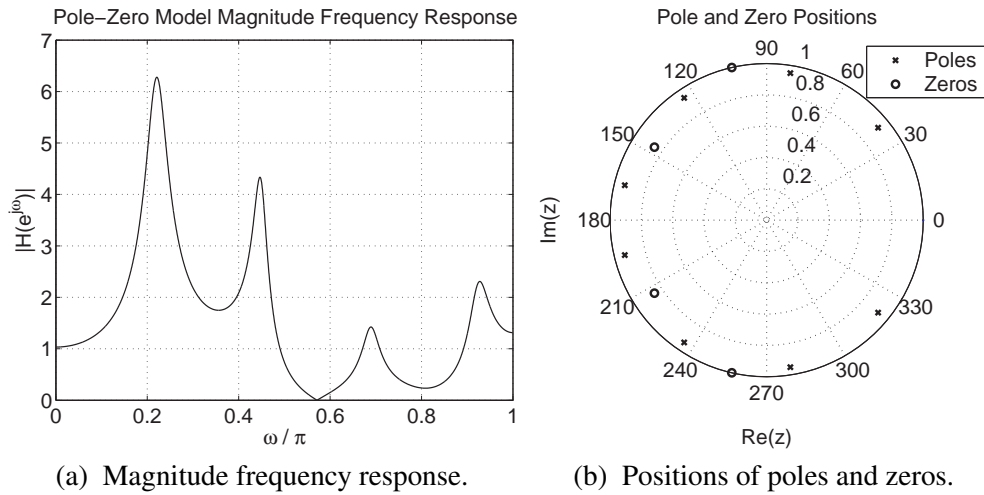 Pole−Zero Model Magnitude Frequency Response
7
6
5
4
3
2
1
0
|H(e^jω)|
0 0.2 0.4 0.6 0.8 1
ω / π
(a) Magnitude frequency response.
Pole and Zero Positions
Poles
Zeros
90
1
120
60
0.8
0.6
150
30
0.4
0.2
180
0
210
330
240
300
270
Im(z)
Re(z)
(b) Positions of poles and zeros.